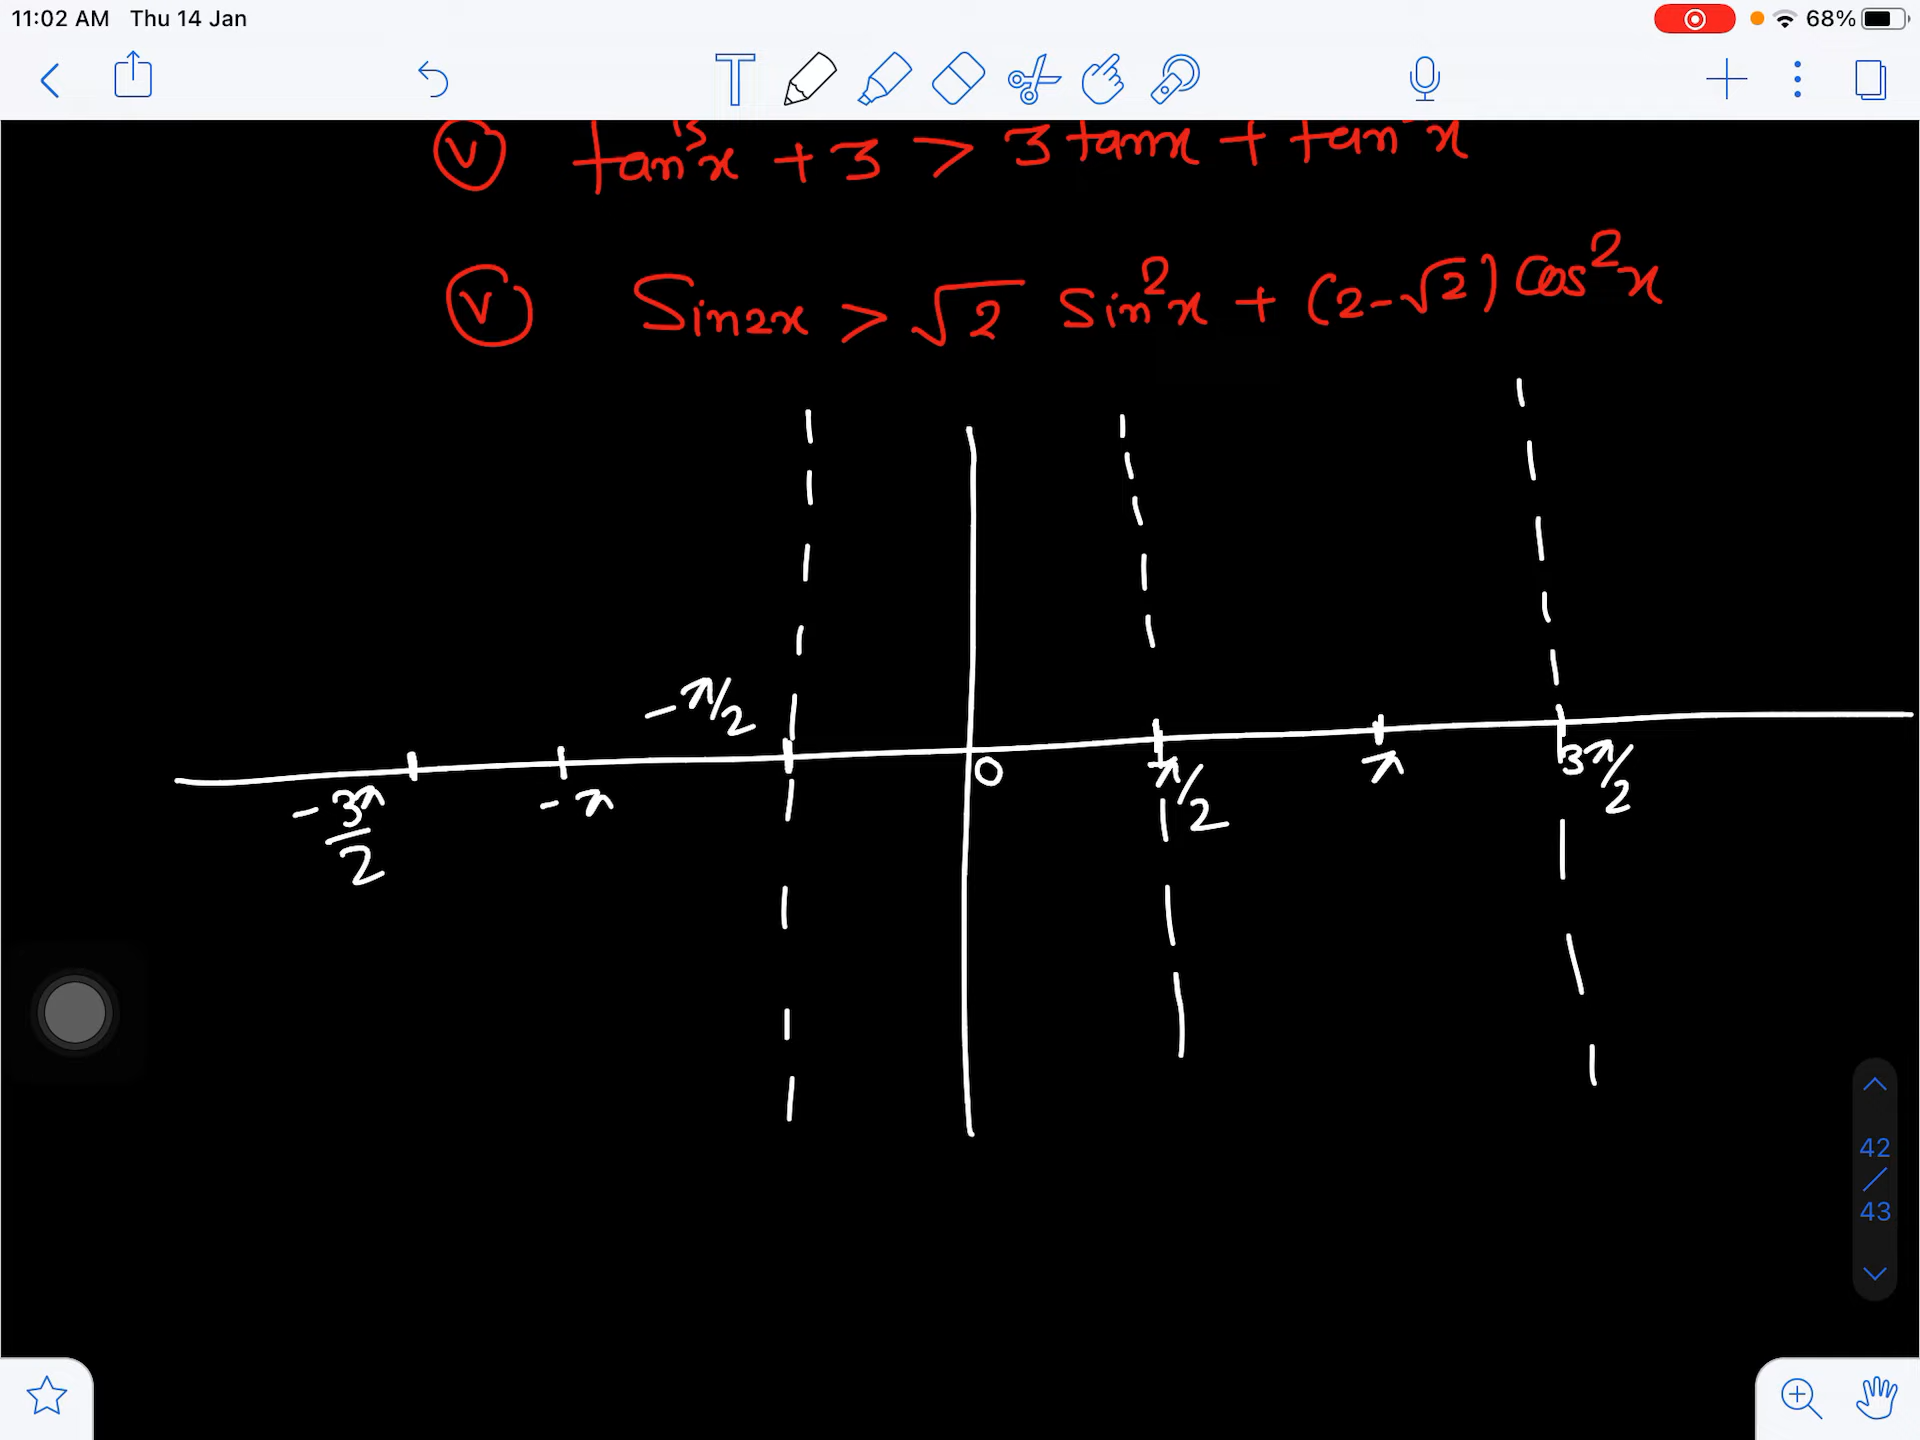 11:02 AM Thu 14 Jan 68%
T
(v) tan³x + 3 > 3 tanx + tan x
(v) Sin2x > √2 Sin²x + (2-√2) Cos²x
-π/2
0 π/2 π 3π/2
-3π/2 -π
42
/
43